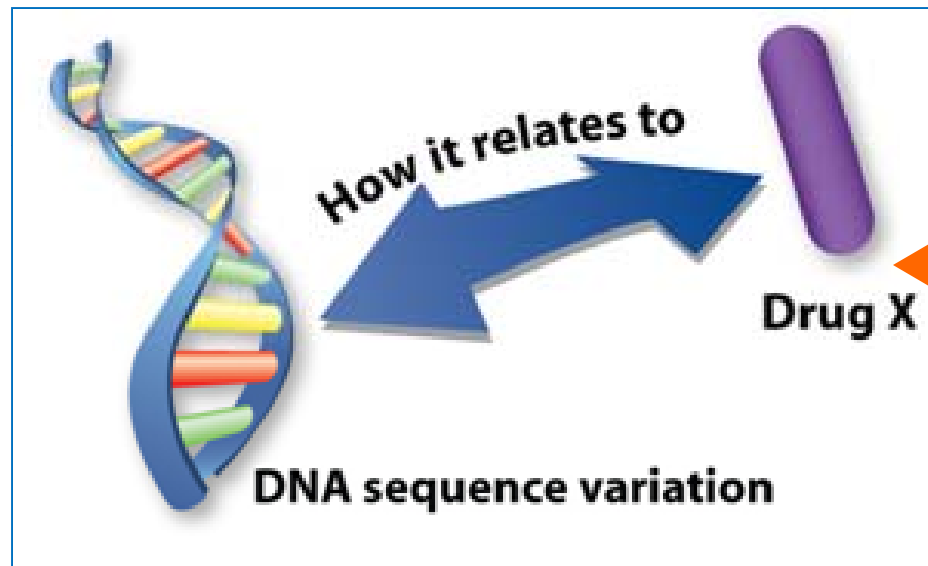 How it relates to
Drug X
DNA sequence variation